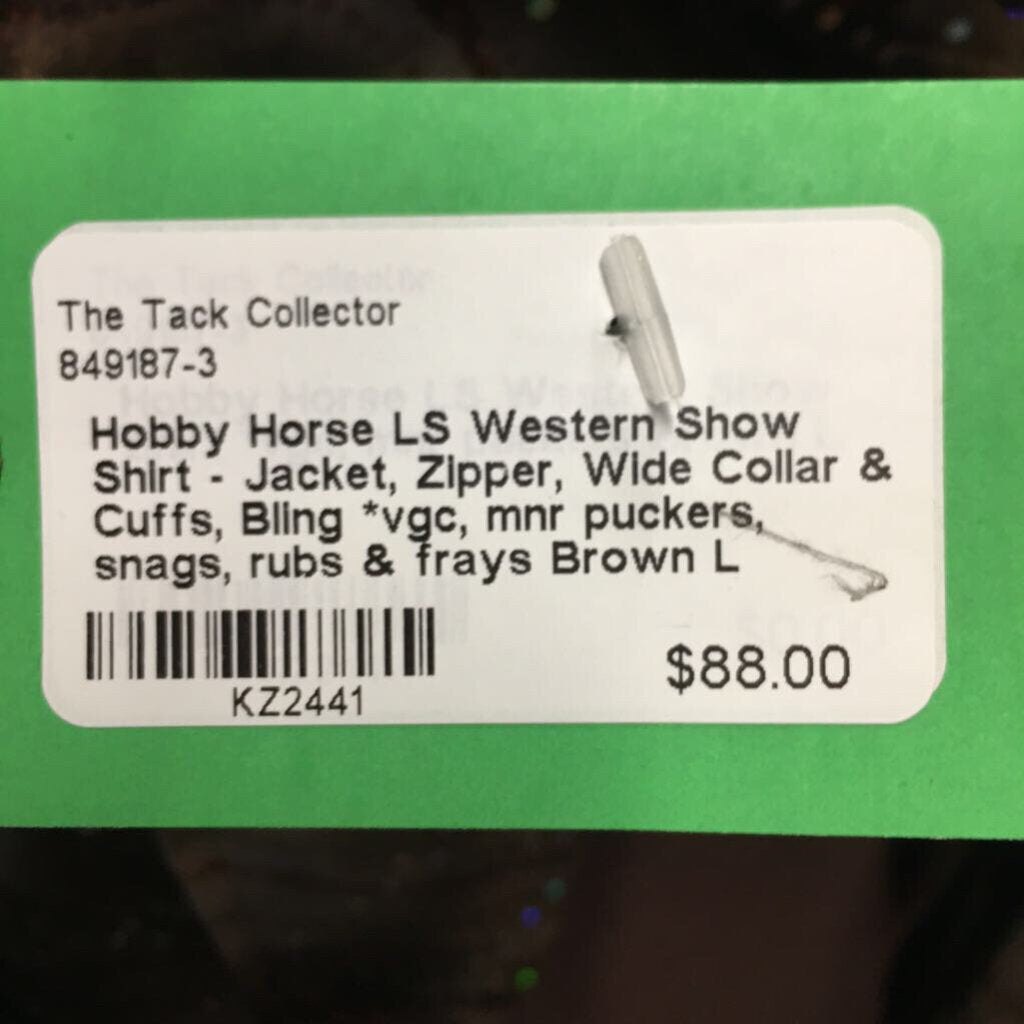 The Tack Collector
849187-3
Hobby Horse LS Western Show
Shirt - Jacket, Zipper, Wide Collar &
Cuffs, Bling *vgc, mnr puckers,
snags, rubs & frays Brown L
KZ2441
$88.00